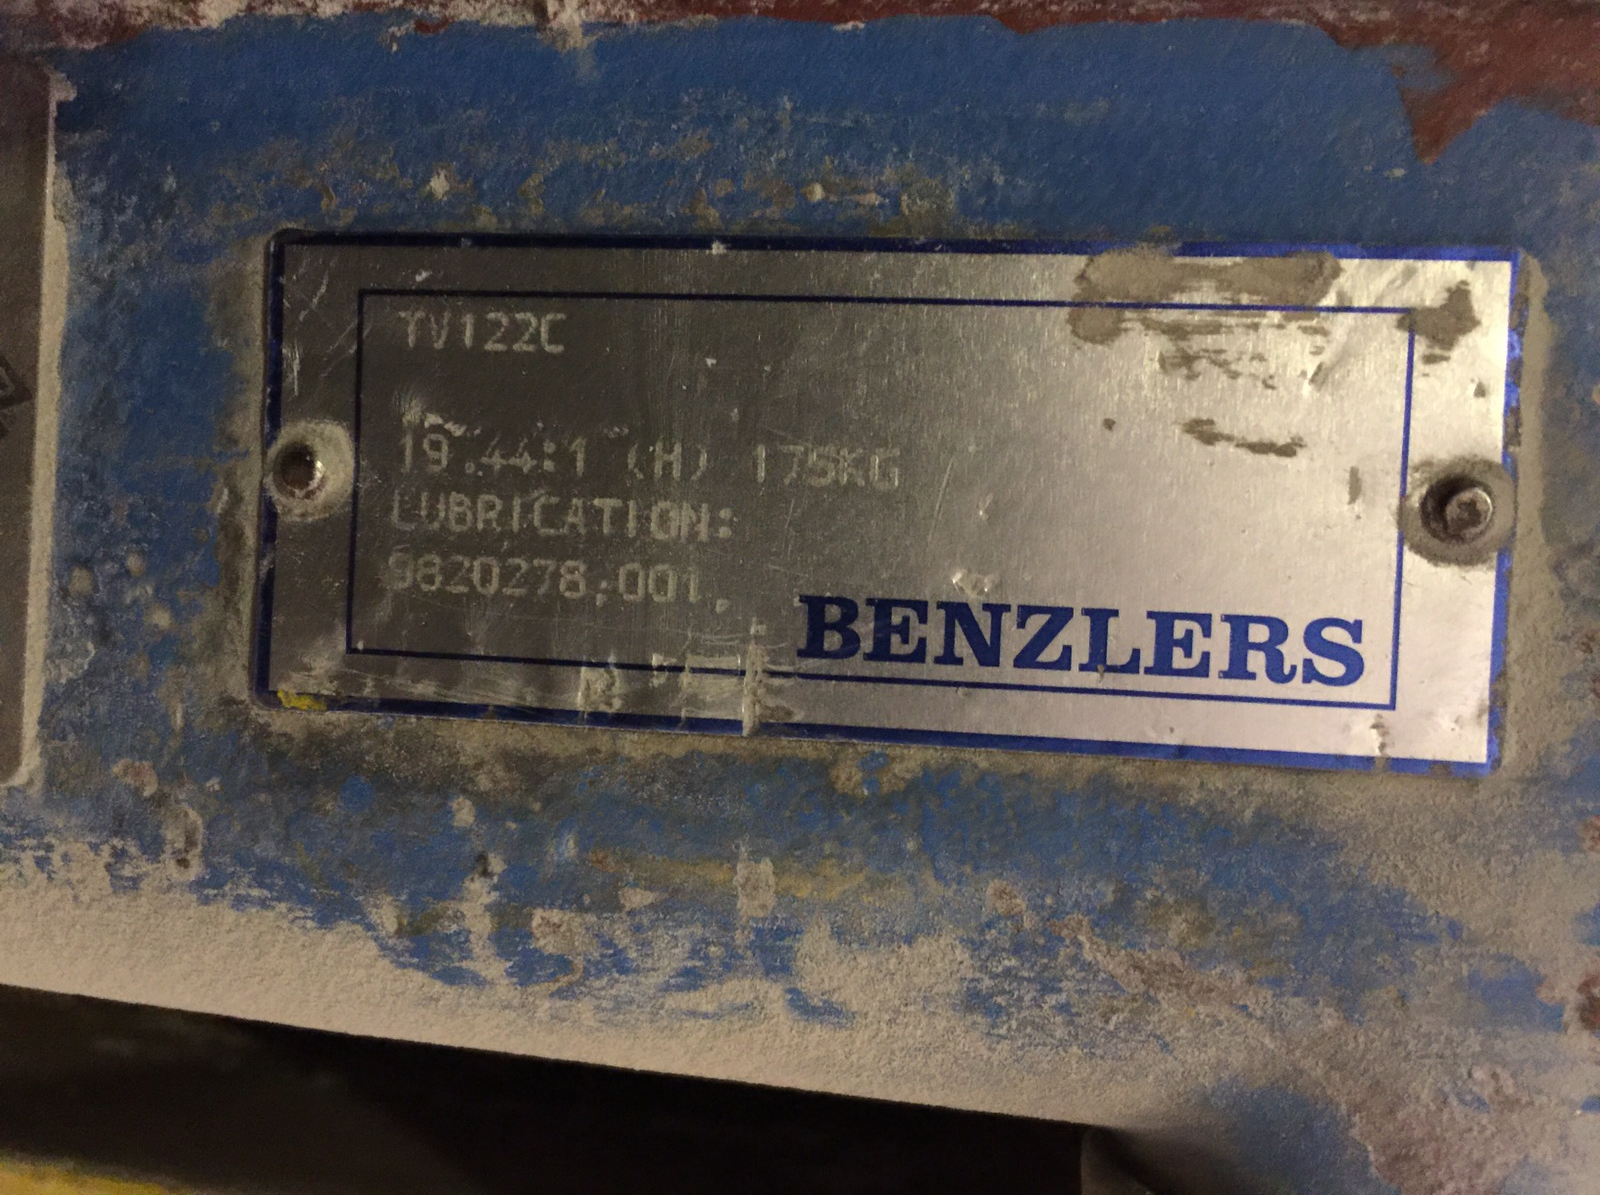 TV122C
19.44:1 (H) 175KG
LUBRICATION:
9820278.001.
BENZLERS